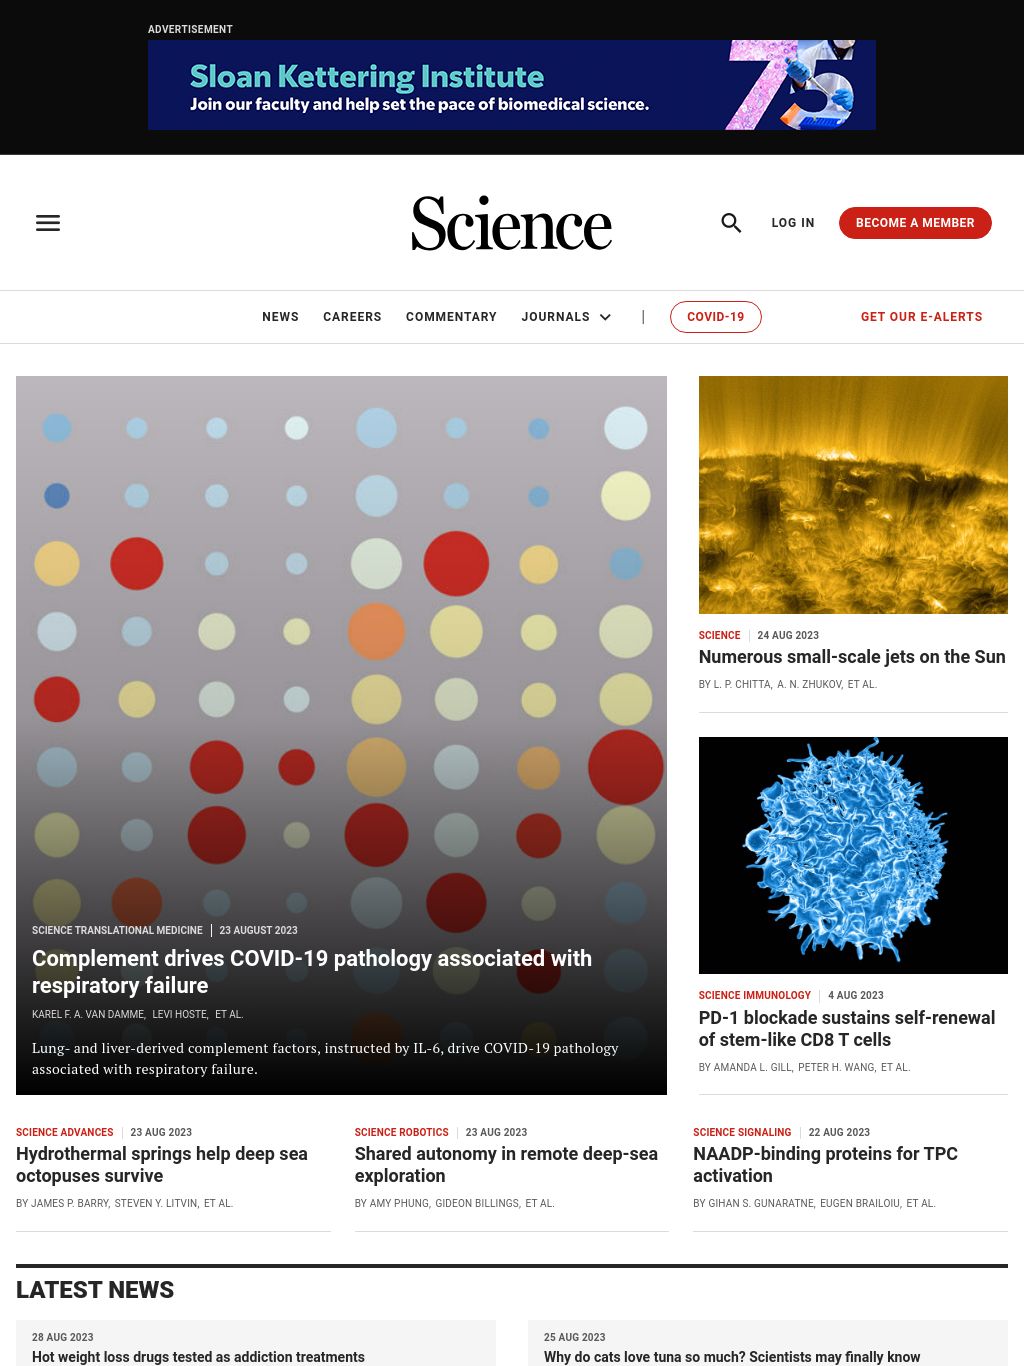 ADVERTISEMENT
Sloan Kettering Institute
Join our faculty and help set the pace of biomedical science.
75
Science
LOG IN
BECOME A MEMBER
NEWS
CAREERS
COMMENTARY
JOURNALS
|
COVID-19
GET OUR E-ALERTS
SCIENCE TRANSLATIONAL MEDICINE | 23 AUGUST 2023
Complement drives COVID-19 pathology associated with
respiratory failure
KAREL F. A. VAN DAMME, LEVI HOSTE, ET AL.
Lung- and liver-derived complement factors, instructed by IL-6, drive COVID-19 pathology
associated with respiratory failure.
SCIENCE | 24 AUG 2023
Numerous small-scale jets on the Sun
BY L. P. CHITTA, A. N. ZHUKOV, ET AL.
SCIENCE IMMUNOLOGY | 4 AUG 2023
PD-1 blockade sustains self-renewal
of stem-like CD8 T cells
BY AMANDA L. GILL, PETER H. WANG, ET AL.
SCIENCE ADVANCES | 23 AUG 2023
Hydrothermal springs help deep sea
octopuses survive
BY JAMES P. BARRY, STEVEN Y. LITVIN, ET AL.
SCIENCE ROBOTICS | 23 AUG 2023
Shared autonomy in remote deep-sea
exploration
BY AMY PHUNG, GIDEON BILLINGS, ET AL.
SCIENCE SIGNALING | 22 AUG 2023
NAADP-binding proteins for TPC
activation
BY GIHAN S. GUNARATNE, EUGEN BRAILOIU, ET AL.
LATEST NEWS
28 AUG 2023
Hot weight loss drugs tested as addiction treatments
25 AUG 2023
Why do cats love tuna so much? Scientists may finally know